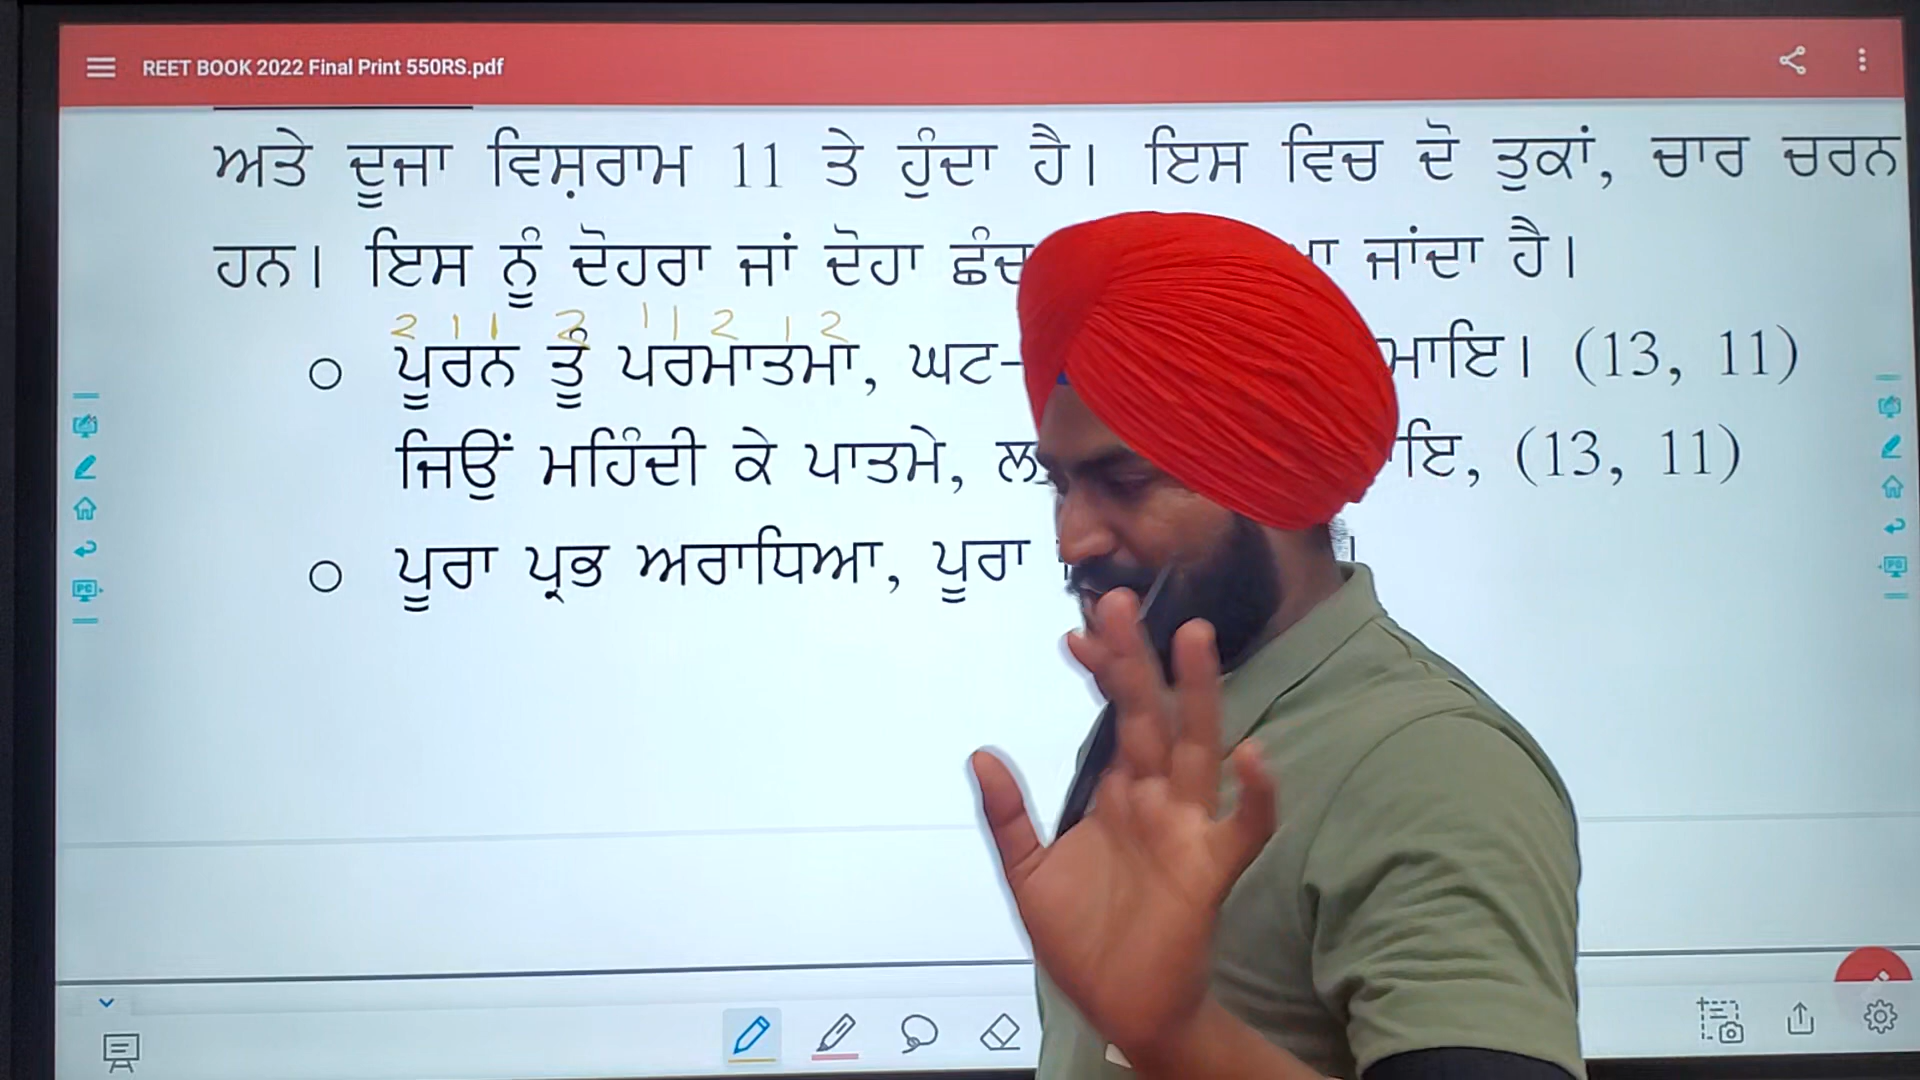 REET BOOK 2022 Final Print 550RS.pdf
ਅਤੇ ਦੂਜਾ ਵਿਸ਼ਰਾਮ 11 ਤੇ ਹੁੰਦਾ ਹੈ। ਇਸ ਵਿਚ ਦੋ ਤੁਕਾਂ, ਚਾਰ ਚਰਨ
ਹਨ। ਇਸ ਨੂੰ ਦੋਹਰਾ ਜਾਂ ਦੋਹਾ ਛੰਦ ਜਾਂਦਾ ਹੈ।
2 1 1 2 1 1 2 1 2
ਪੂਰਨ ਤੂੰ ਪਰਮਾਤਮਾ, ਘਟ- ਮਾਇ। (13, 11)
ਜਿਉਂ ਮਹਿੰਦੀ ਕੇ ਪਾਤਮੇ, (13, 11)
ਪੂਰਾ ਪ੍ਰਭ ਅਰਾਧਿਆ, ਪੂਰਾ